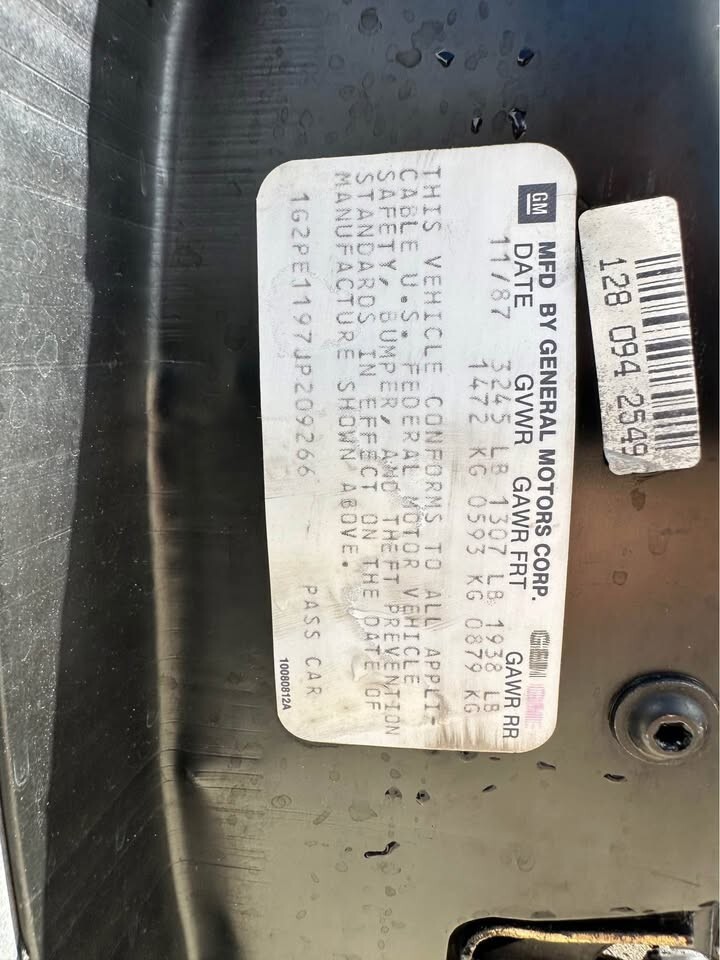 128 094 2549
GM MFD BY GENERAL MOTORS CORP.
DATE GVWR GAWR FRT GAWR RR
11/87 3245 LB 1307 LB 1938 LB
1472 KG 0593 KG 0879 KG
THIS VEHICLE CONFORMS TO ALL APPLI-
CABLE U.S. FEDERAL MOTOR VEHICLE
SAFETY, BUMPER, AND THEFT PREVENTION
STANDARDS IN EFFECT ON THE DATE OF
MANUFACTURE SHOWN ABOVE.
1G2PE1197JP209266 PASS CAR
10080812A